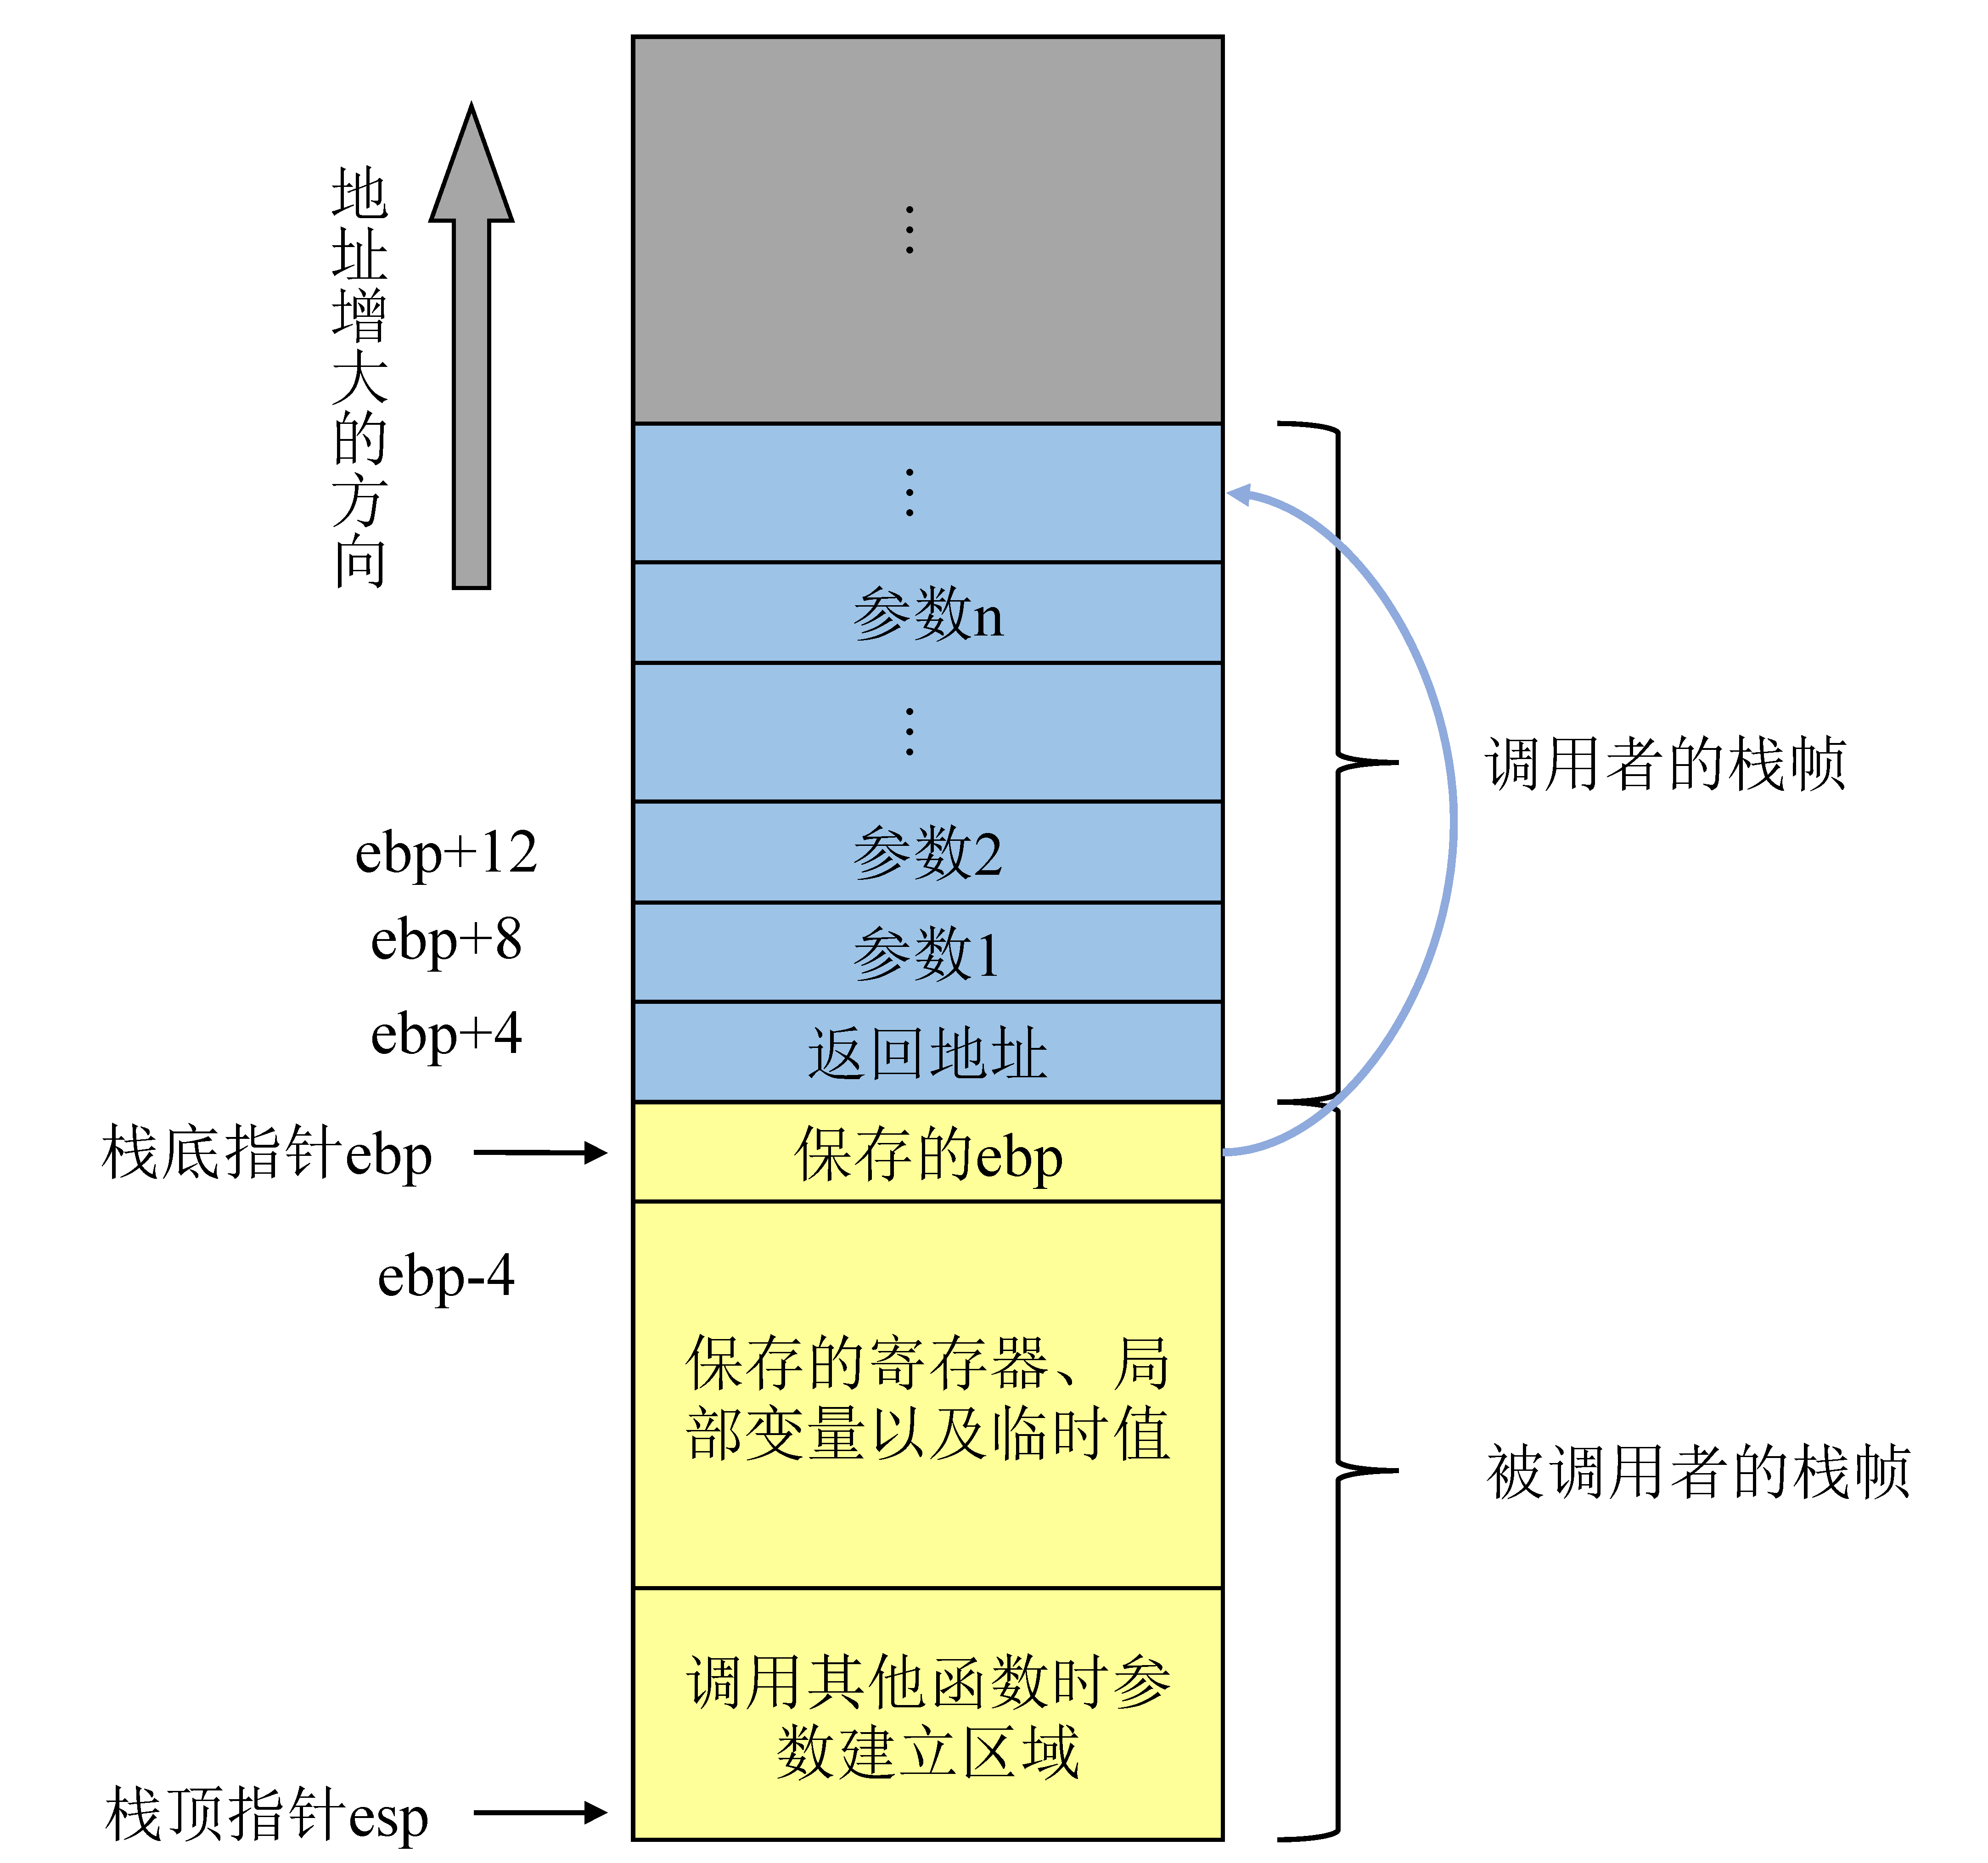 地址增大的方向
⋮
⋮
参数n
⋮
ebp+12
参数2
ebp+8
参数1
ebp+4
返回地址
调用者的栈帧
栈底指针ebp
保存的ebp
ebp-4
保存的寄存器、局
部变量以及临时值
被调用者的栈帧
调用其他函数时参
数建立区域
栈顶指针esp